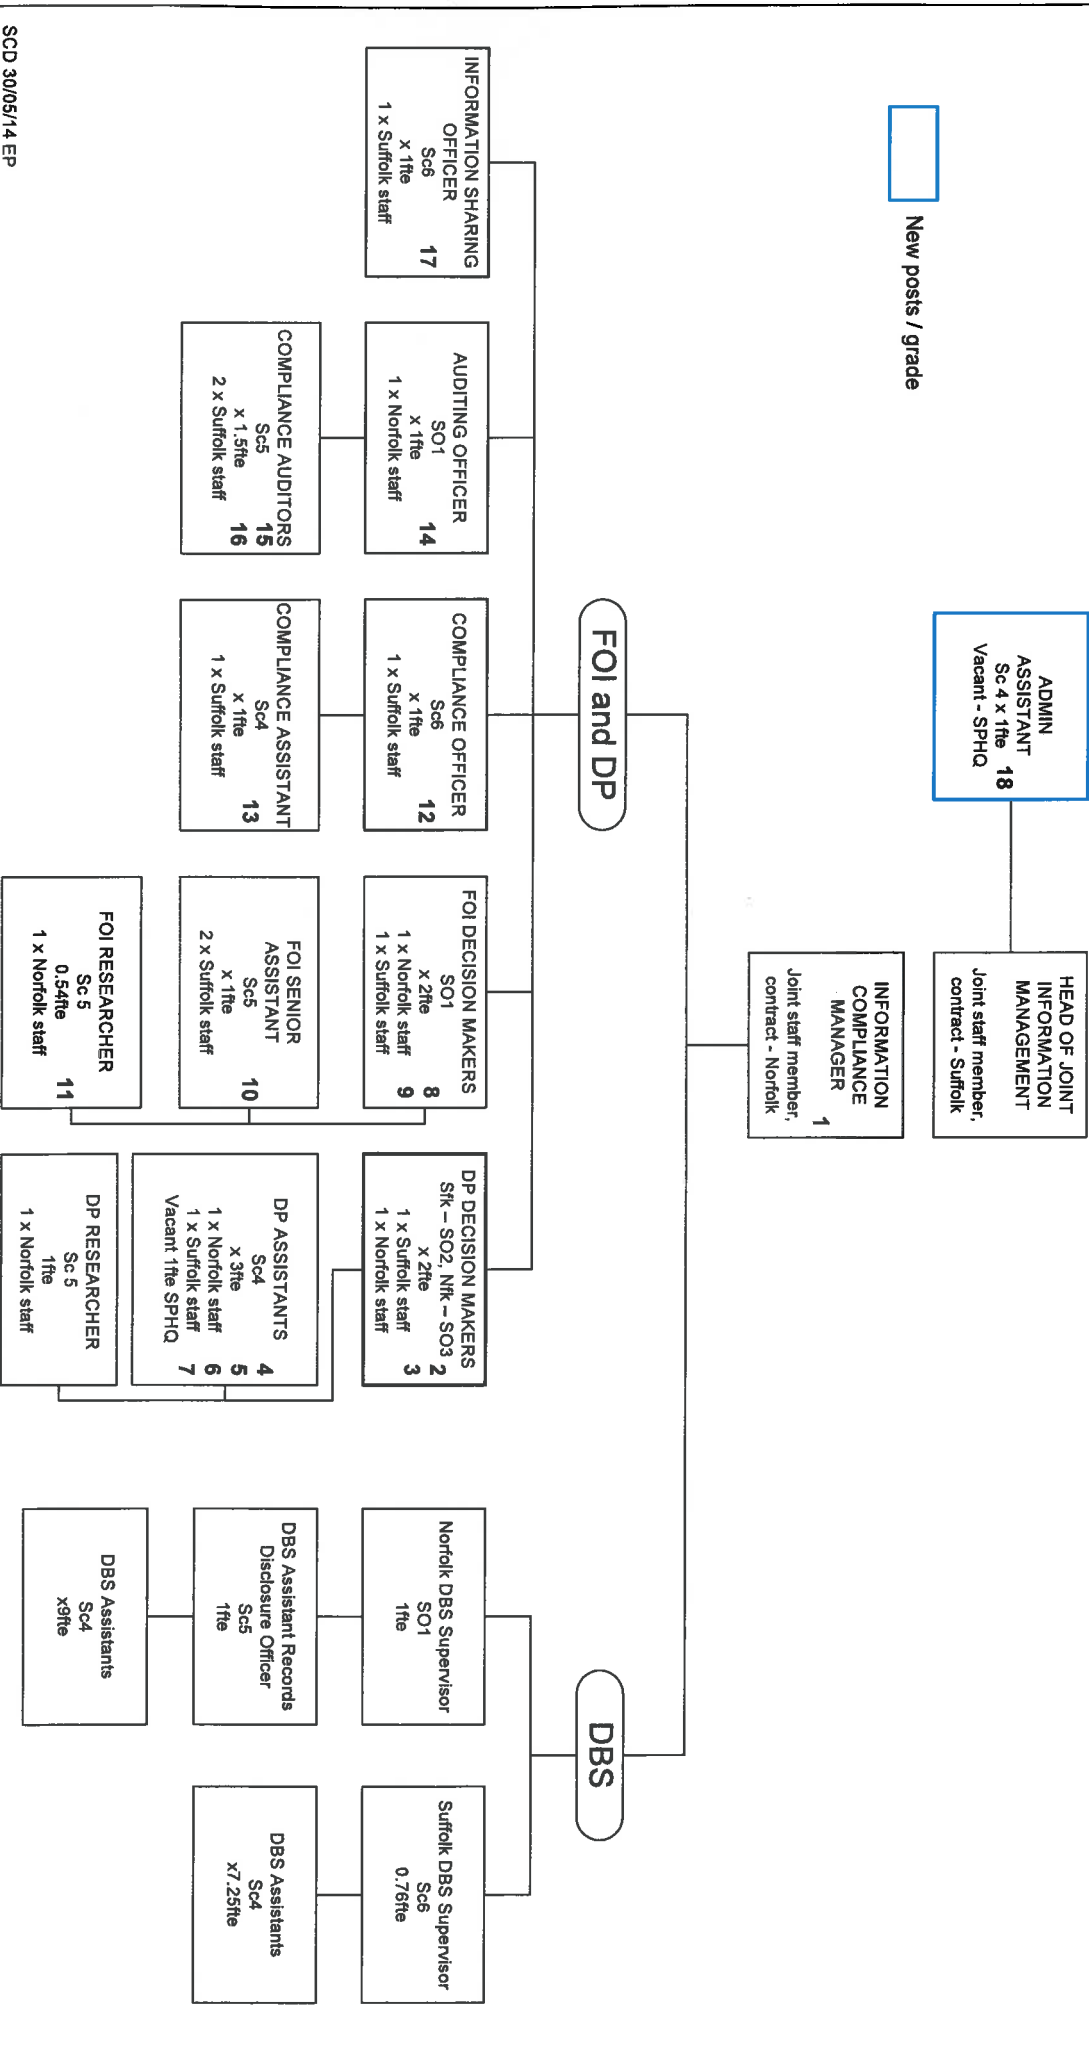 New posts / grade
ADMIN
ASSISTANT
Sc 4 x 1fte 18
Vacant - SPHQ
HEAD OF JOINT
INFORMATION
MANAGEMENT
Joint staff member,
contract - Suffolk
INFORMATION
COMPLIANCE
MANAGER
1
Joint staff member,
contract - Norfolk
FOI and DP
DBS
INFORMATION SHARING
OFFICER
Sc6
x 1fte 17
1 x Suffolk staff
AUDITING OFFICER
SO1
x 1fte 14
1 x Norfolk staff
COMPLIANCE OFFICER
Sc6
x 1fte 12
1 x Suffolk staff
FOI DECISION MAKERS
SO1
x 2fte 8
1 x Norfolk staff 9
1 x Suffolk staff
DP DECISION MAKERS
Sfk – SO2, Nfk – SO3
x 2fte 2
1 x Suffolk staff 3
1 x Norfolk staff
Norfolk DBS Supervisor
SO1
1fte
Suffolk DBS Supervisor
Sc6
0.76fte
COMPLIANCE AUDITORS
Sc5 15
x 1.5fte 16
2 x Suffolk staff
COMPLIANCE ASSISTANT
Sc4
x 1fte 13
1 x Suffolk staff
FOI SENIOR
ASSISTANT
Sc5
x 1fte 10
2 x Suffolk staff
DP ASSISTANTS
Sc4 4
x 3fte 5
1 x Norfolk staff 6
1 x Suffolk staff 7
Vacant 1fte SPHQ
DBS Assistant Records
Disclosure Officer
Sc5
1fte
DBS Assistants
Sc4
x7.25fte
FOI RESEARCHER
Sc 5
0.54fte 11
1 x Norfolk staff
DP RESEARCHER
Sc 5
1fte
1 x Norfolk staff
DBS Assistants
Sc4
x9fte
SCD 30/05/14 EP